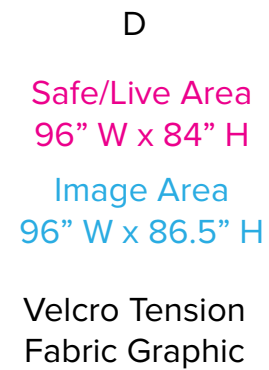 D
Safe/Live Area
96” W x 84” H
Image Area
96” W x 86.5” H
Velcro Tension
Fabric Graphic